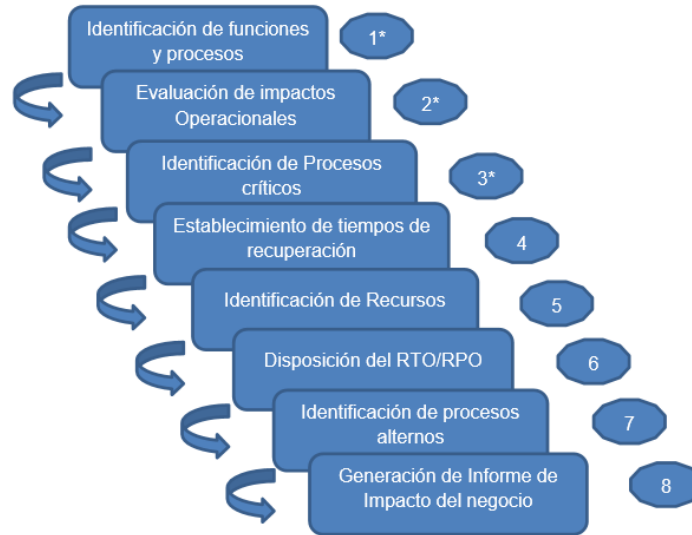 Identificación de funciones
y procesos
1*
Evaluación de impactos
Operacionales
2*
Identificación de Procesos
críticos
3*
Establecimiento de tiempos de
recuperación
4
Identificación de Recursos
5
Disposición del RTO/RPO
6
Identificación de procesos
alternos
7
Generación de Informe de
Impacto del negocio
8